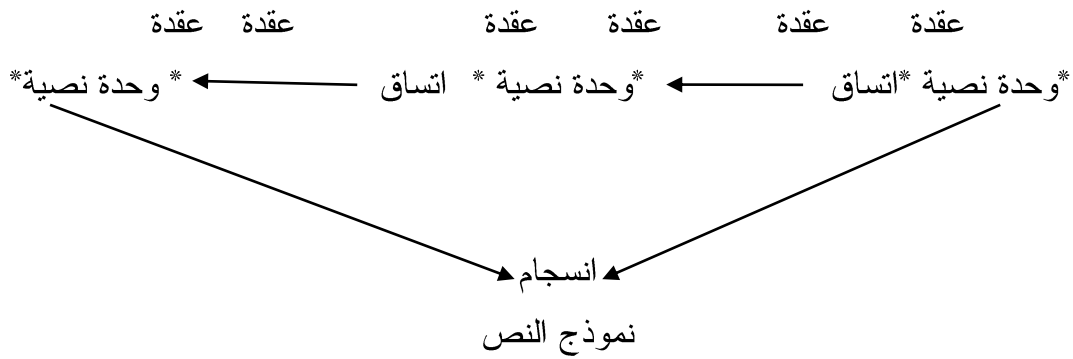 عقدة عقدة عقدة عقدة عقدة عقدة
*وحدة نصية *اتساق *وحدة نصية * اتساق * وحدة نصية*
انسجام
نموذج النص